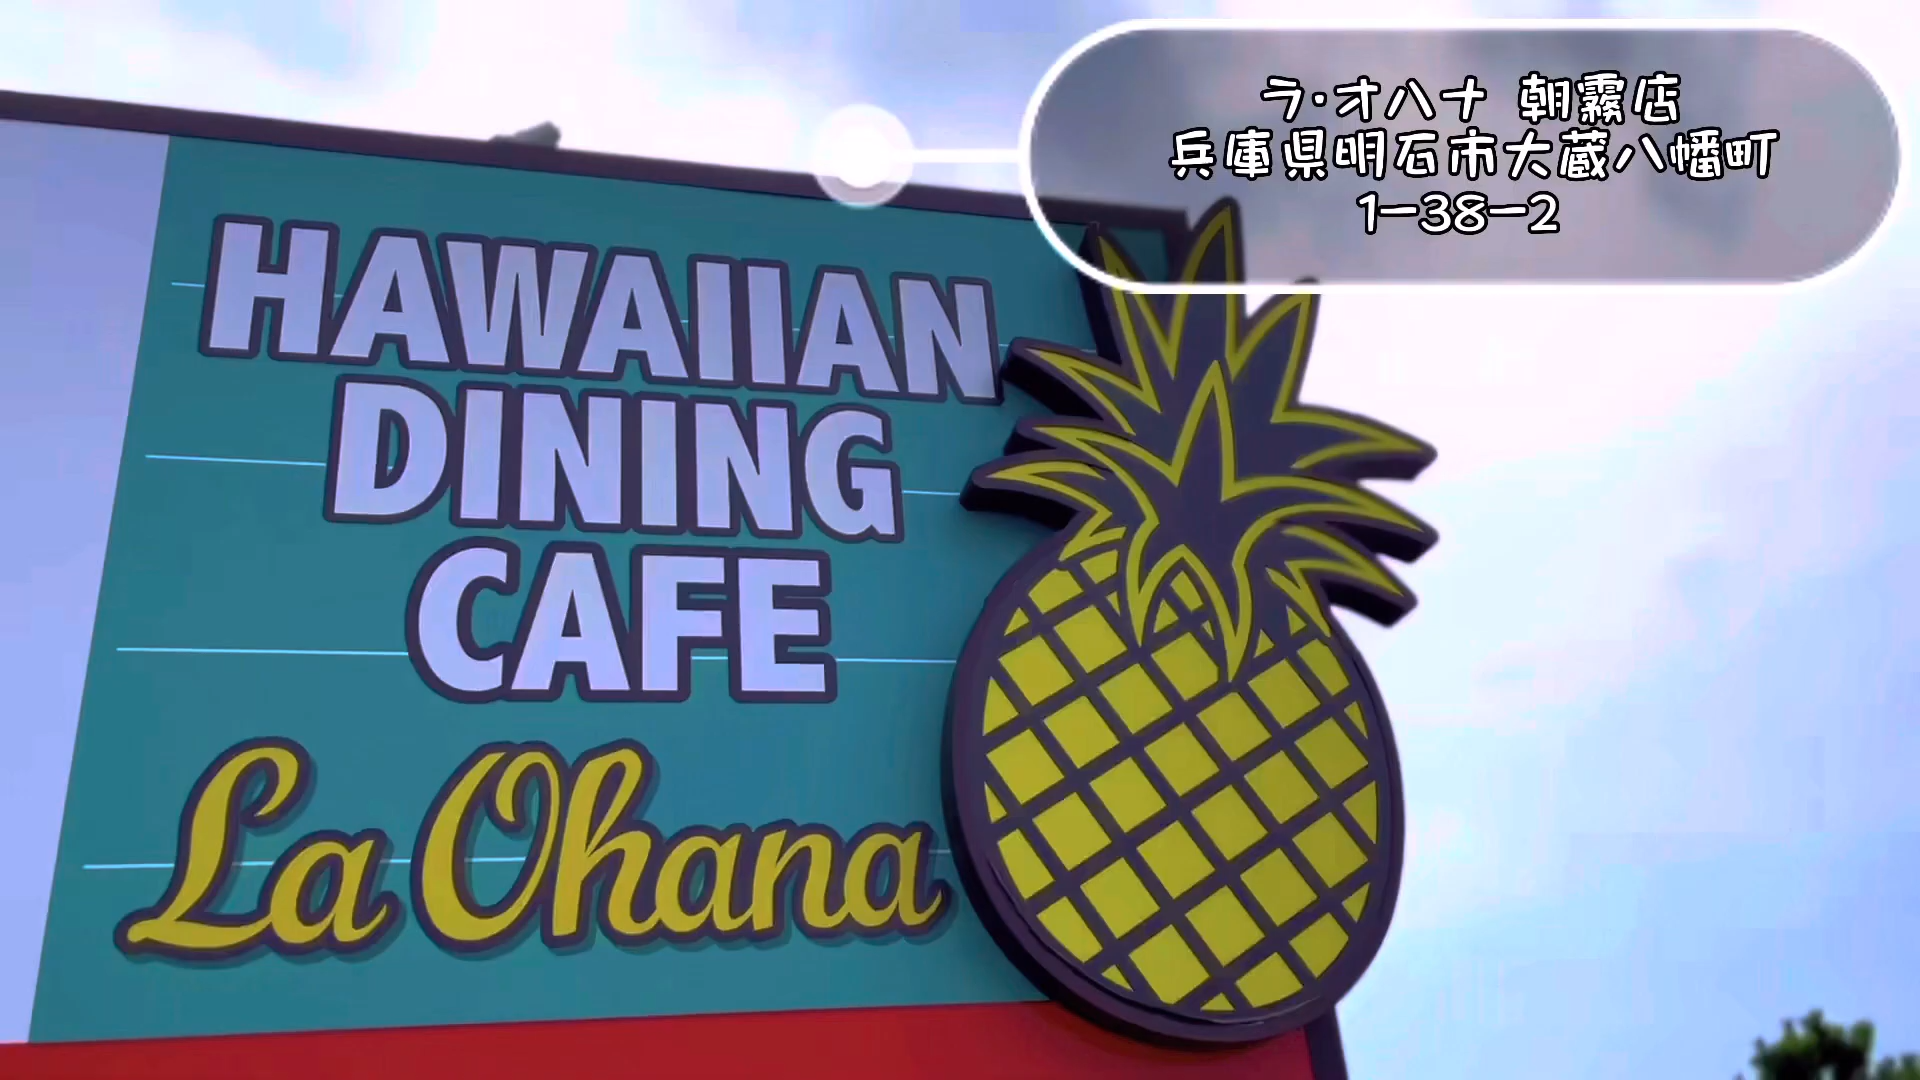 ラ・オハナ 朝霧店
兵庫県明石市大蔵八幡町
1-38-2
HAWAIIAN
DINING
CAFE
La Ohana